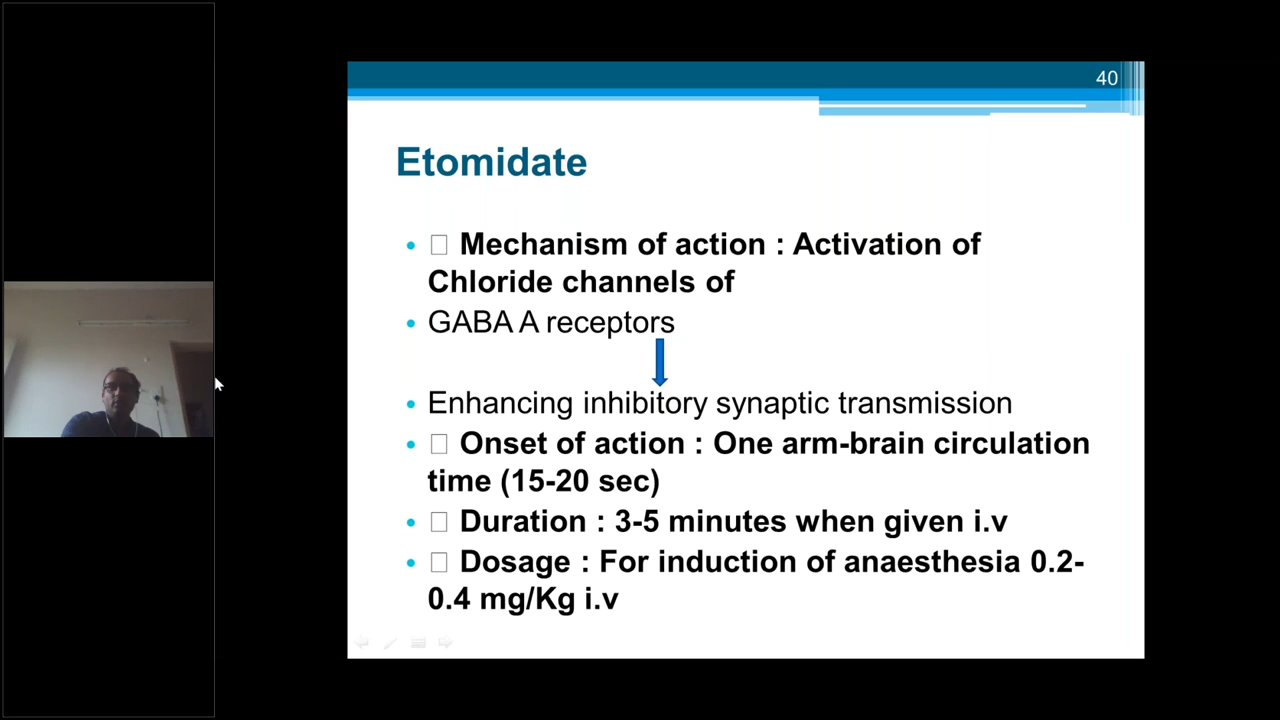 40
Etomidate
• □ Mechanism of action : Activation of
Chloride channels of
• GABA A receptors
• Enhancing inhibitory synaptic transmission
• □ Onset of action : One arm-brain circulation
time (15-20 sec)
• □ Duration : 3-5 minutes when given i.v
• □ Dosage : For induction of anaesthesia 0.2-
0.4 mg/Kg i.v